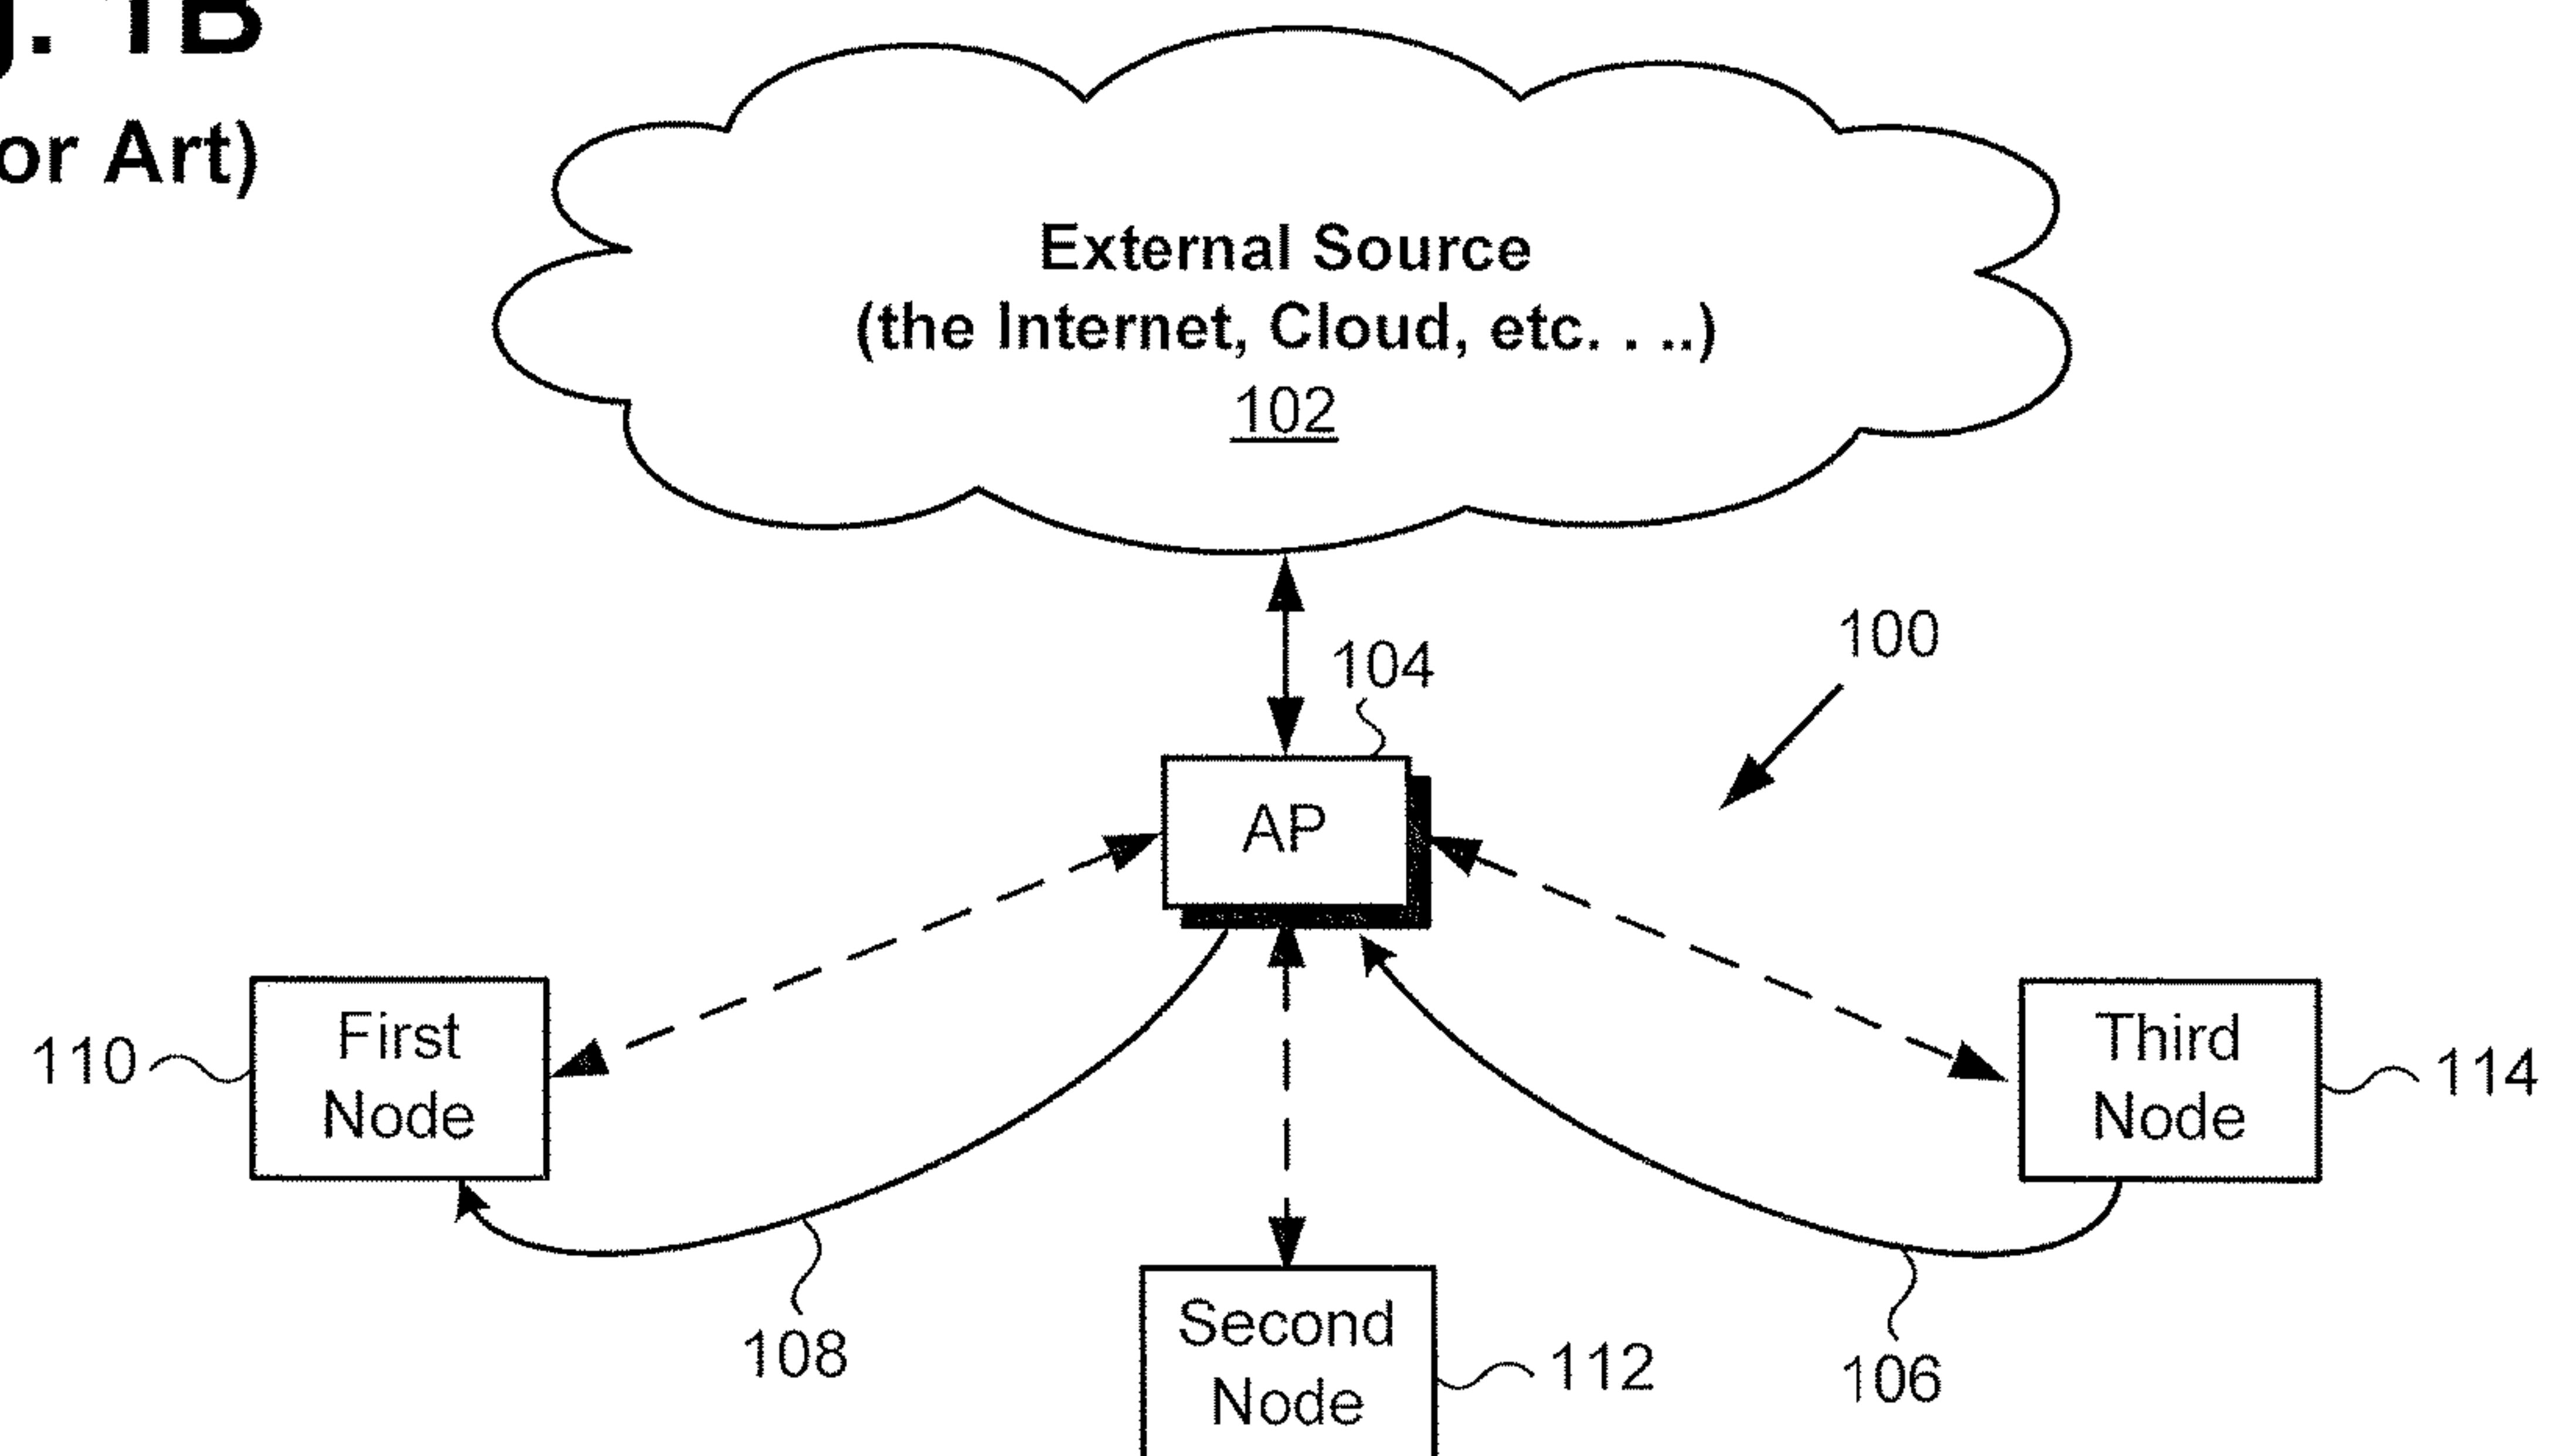 g. 1B
or Art)
External Source
(the Internet, Cloud, etc. . ..)
102
104
100
AP
110
First
Node
Third
Node
114
108
Second
Node
112
106